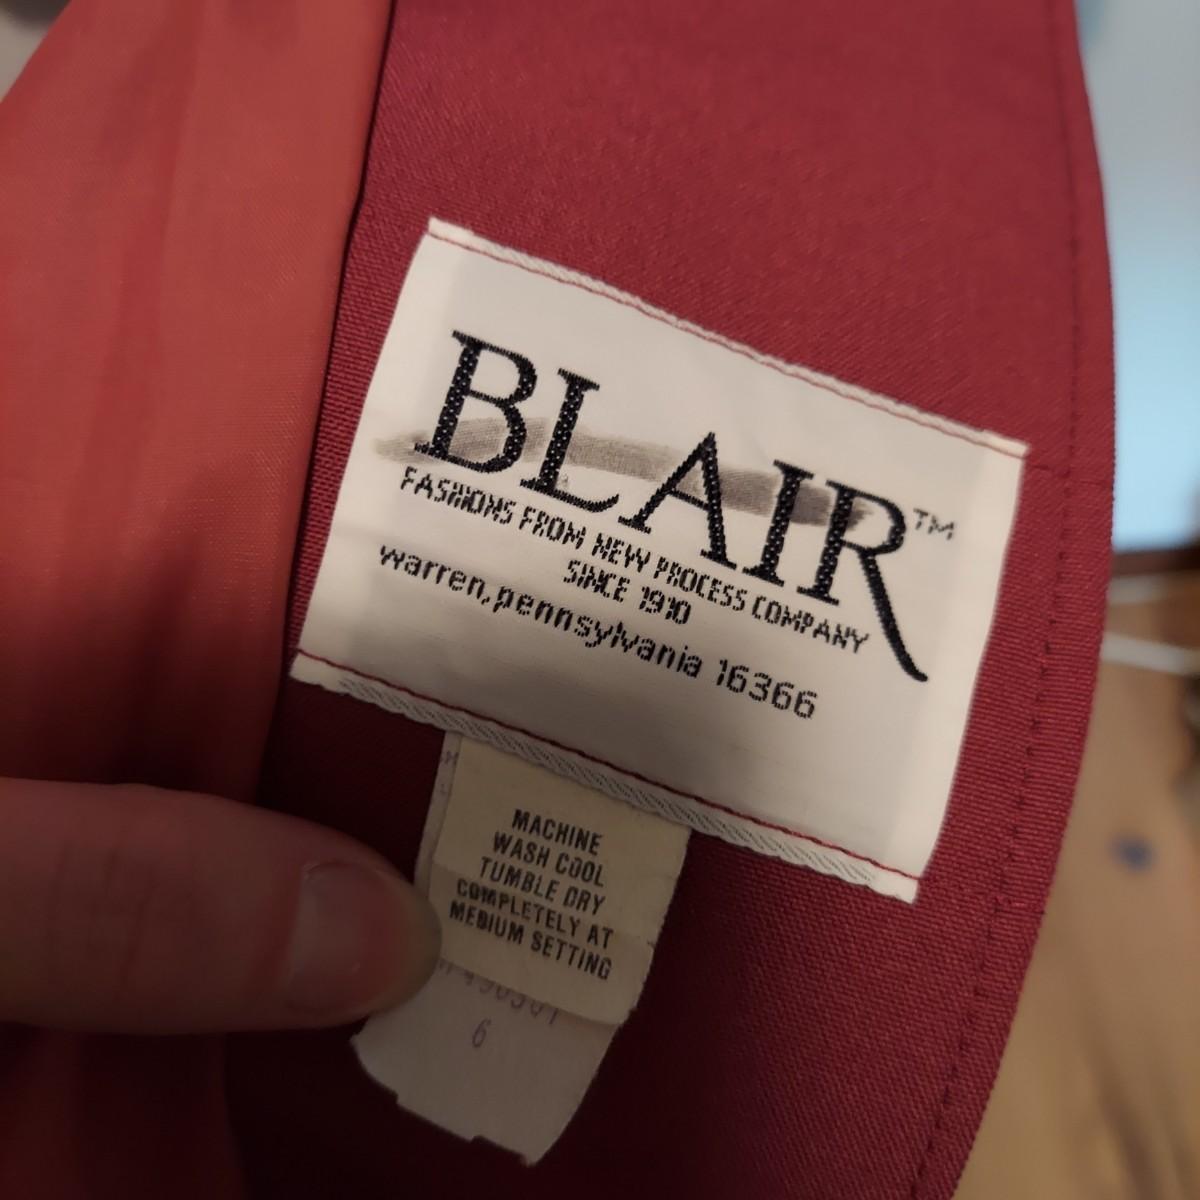 BLAIR™
FASHIONS FROM NEW PROCESS COMPANY
SINCE 1910
warren, pennsylvania 16366
MACHINE
WASH COOL
TUMBLE DRY
COMPLETELY AT
MEDIUM SETTING
6